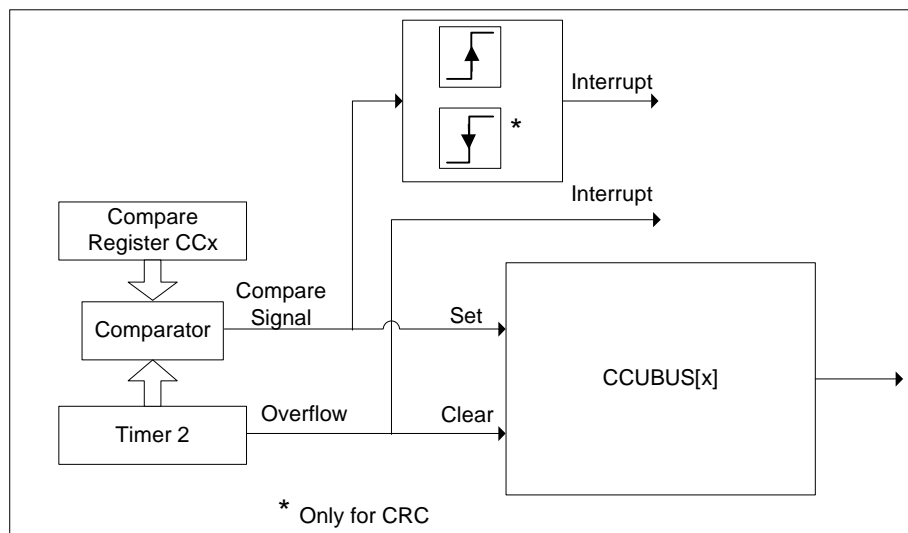 Interrupt
*
Interrupt
Compare
Register CCx
Compare
Signal
Comparator
Set
CCUBUS[x]
Overflow
Clear
Timer 2
* Only for CRC